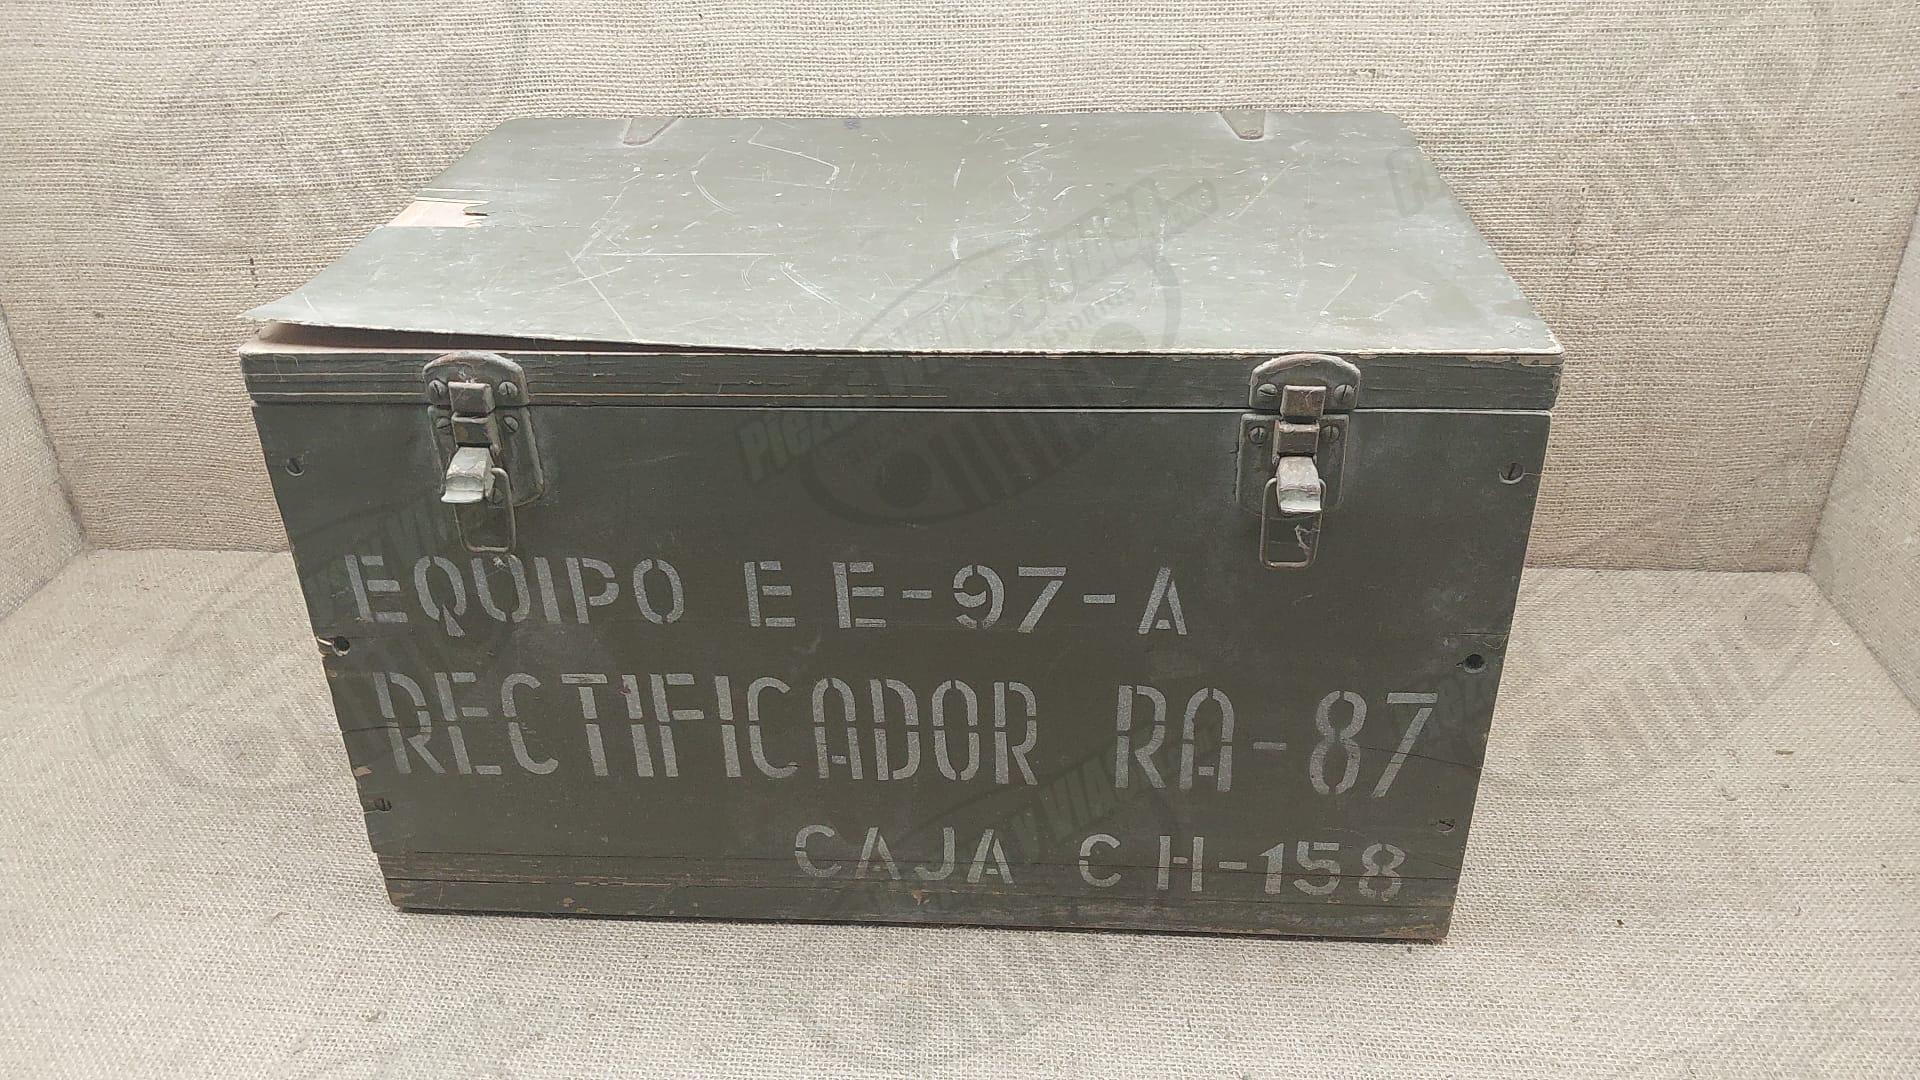 EQUIPO EE-97-A
RECTIFICADOR RA-87
CAJA CH-158